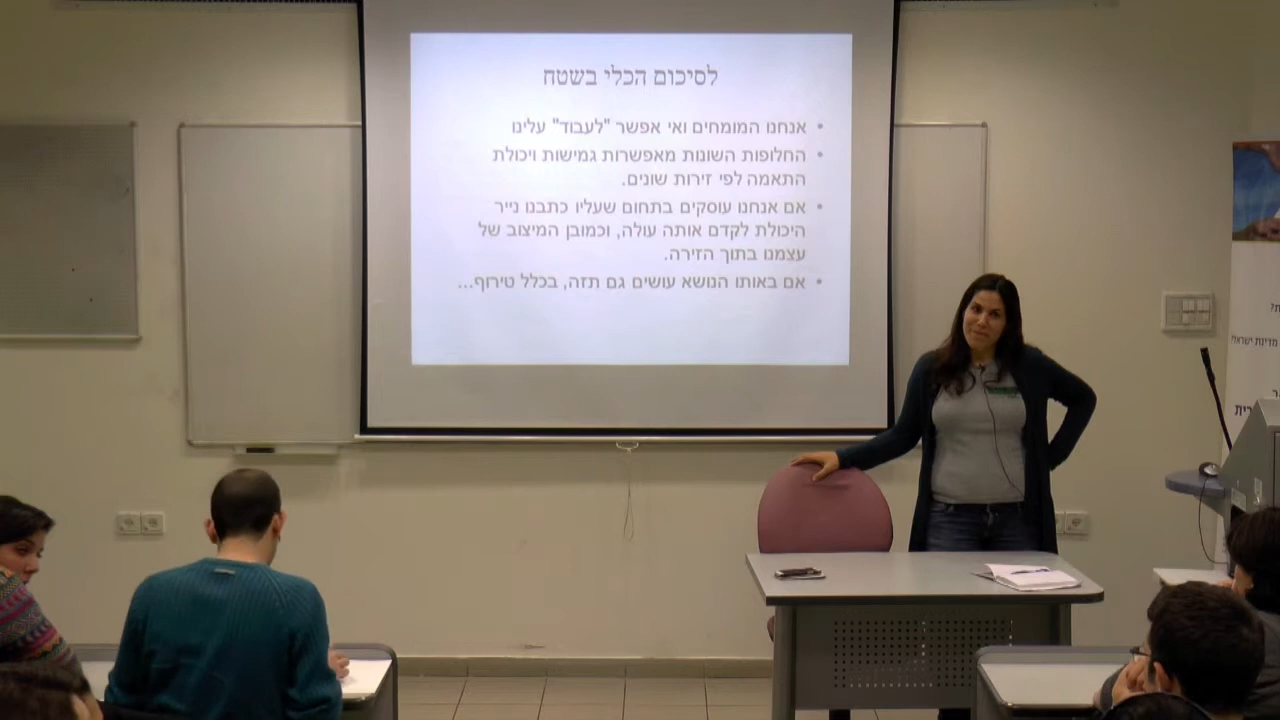 לסיכום הכלי בשטח
• אנחנו המומחים ואי אפשר "לעבוד" עלינו
• החלופות השונות מאפשרות גמישות ויכולת
התאמה לפי זירות שונים.
• אם אנחנו עוסקים בתחום שעליו כתבנו נייר
היכולת לקדם אותה עולה, וכמובן המיצוב של
עצמנו בתוך הזירה.
• אם באותו הנושא עושים גם תזה, בכלל טירוף...
מדינת ישראל?